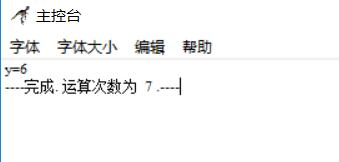 主控台
字体 字体大小 编辑 帮助
y=6
----完成. 运算次数为 7 .----